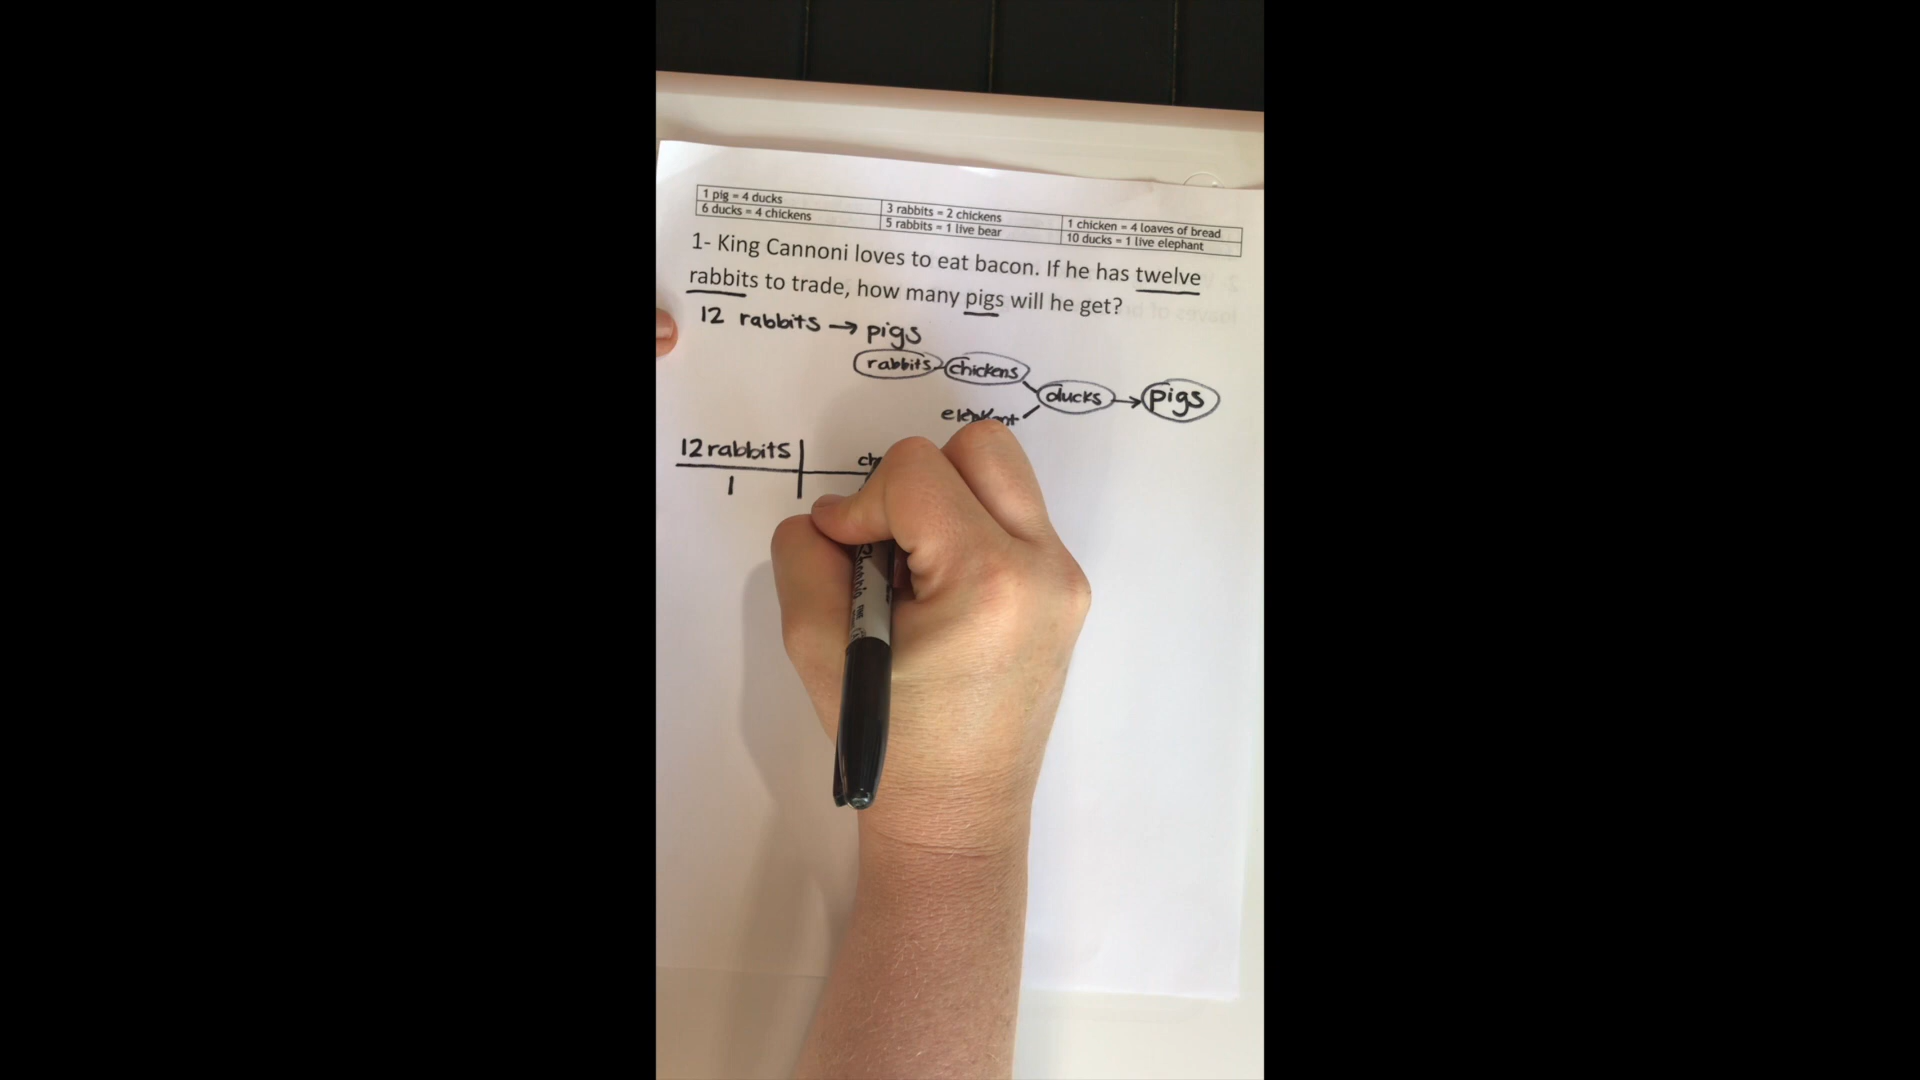 1 pig = 4 ducks
3 rabbits = 2 chickens
1 chicken = 4 loaves of bread
6 ducks = 4 chickens
5 rabbits = 1 live bear
10 ducks = 1 live elephant
1- King Cannoni loves to eat bacon. If he has twelve
rabbits to trade, how many pigs will he get?
12 rabbits → pigs
rabbits - chickens
ducks → pigs
12 rabbits
1